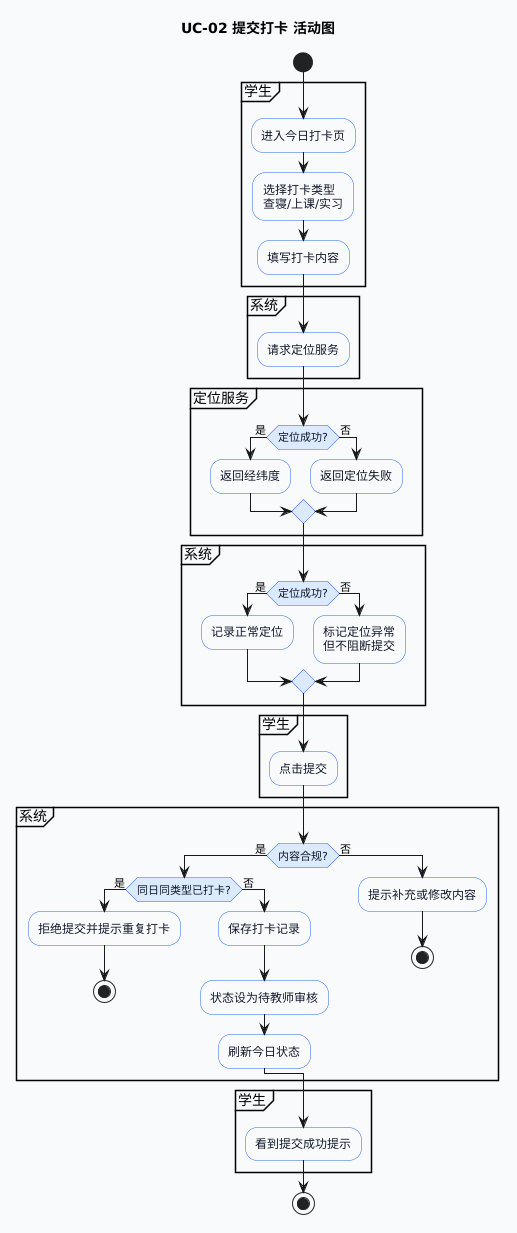 UC-02 提交打卡 活动图
学生
进入今日打卡页
选择打卡类型
查寝/上课/实习
填写打卡内容
系统
请求定位服务
定位服务
是
定位成功?
否
返回经纬度
返回定位失败
系统
是
定位成功?
否
记录正常定位
标记定位异常
但不阻断提交
学生
点击提交
系统
是
内容合规?
否
是
同日同类型已打卡?
否
提示补充或修改内容
拒绝提交并提示重复打卡
保存打卡记录
状态设为待教师审核
刷新今日状态
学生
看到提交成功提示